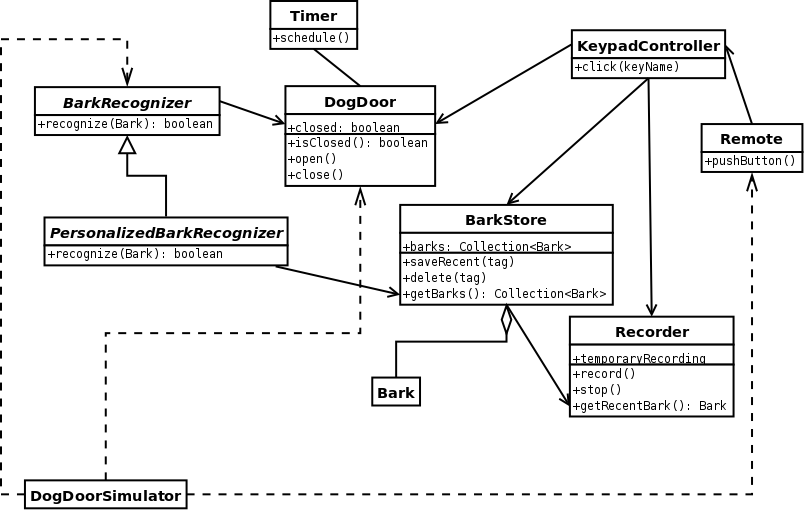 Timer
+schedule()
KeypadController
+click(keyName)
BarkRecognizer
+recognize(Bark): boolean
DogDoor
+closed: boolean
+isClosed(): boolean
+open()
+close()
Remote
+pushButton()
PersonalizedBarkRecognizer
+recognize(Bark): boolean
BarkStore
+barks: Collection<Bark>
+saveRecent(tag)
+delete(tag)
+getBarks(): Collection<Bark>
Recorder
+temporaryRecording
+record()
+stop()
+getRecentBark(): Bark
Bark
DogDoorSimulator